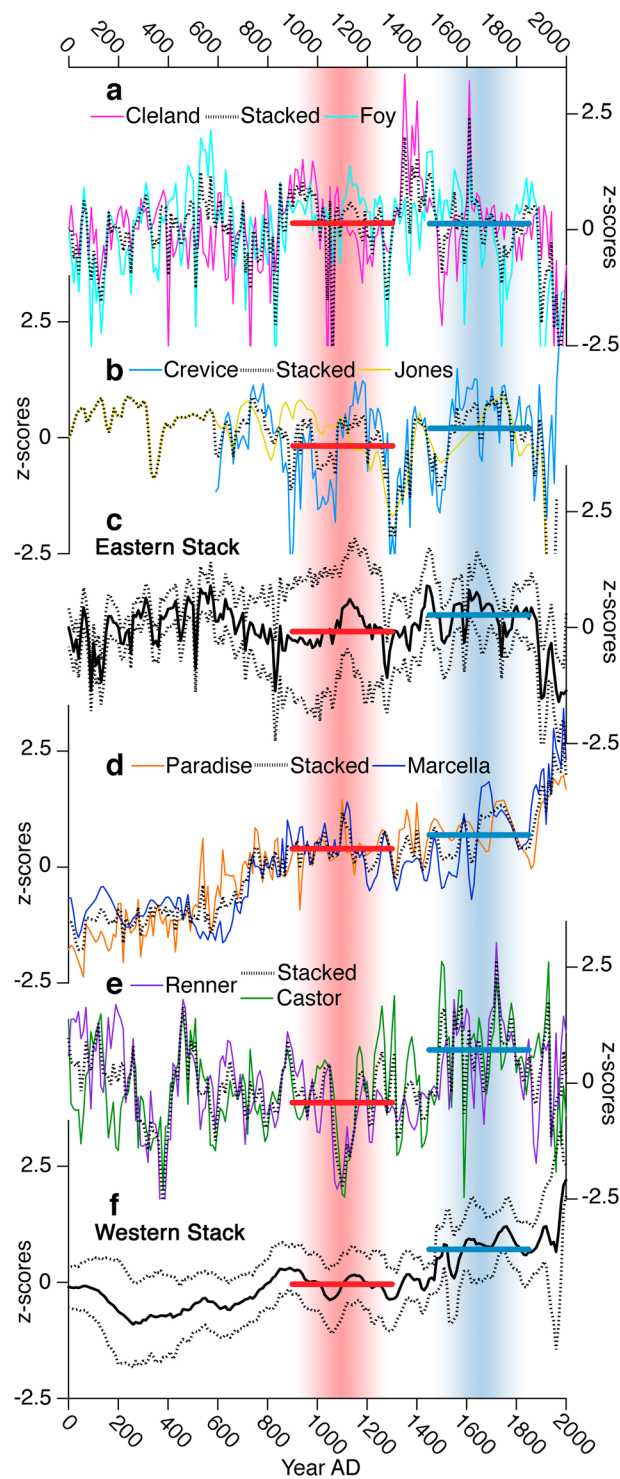 0 200 400 600 800 1000 1200 1400 1600 1800 2000
a
Cleland Stacked Foy
2.5
0
-2.5
z-scores
b
Crevice Stacked Jones
2.5
0
-2.5
z-scores
c
Eastern Stack
2.5
0
-2.5
z-scores
d
Paradise Stacked Marcella
2.5
0
-2.5
z-scores
e
Renner Stacked
Castor
2.5
0
-2.5
z-scores
f
Western Stack
2.5
0
-2.5
z-scores
0 200 400 600 800 1000 1200 1400 1600 1800 2000
Year AD